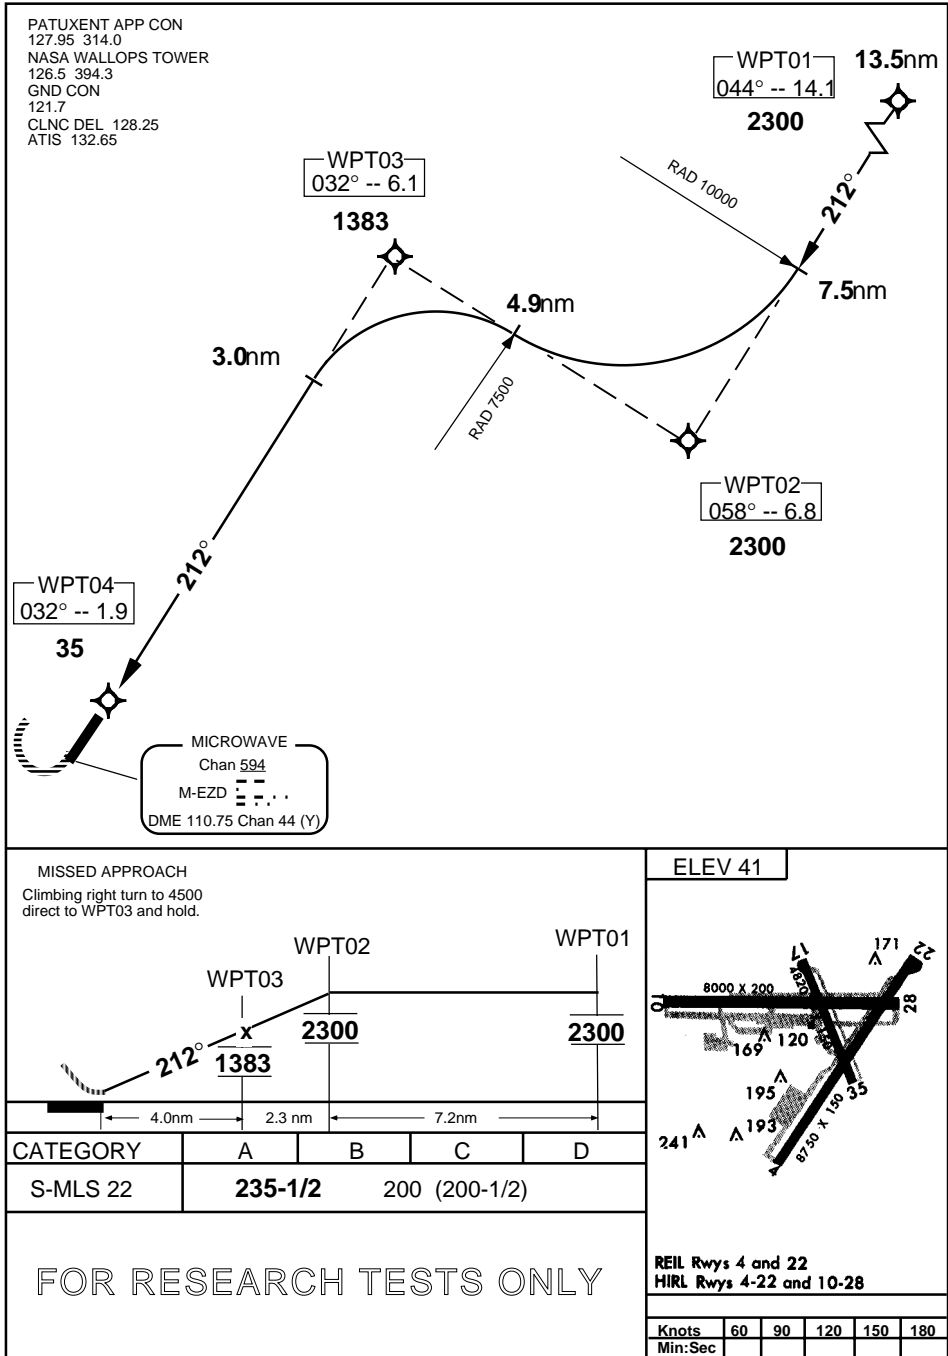 PATUXENT APP CON
127.95 314.0
NASA WALLOPS TOWER
126.5 394.3
GND CON
121.7
CLNC DEL 128.25
ATIS 132.65
WPT01
044° -- 14.1
2300
13.5nm
WPT03
032° -- 6.1
1383
RAD 10000
212°
7.5nm
4.9nm
3.0nm
RAD 7500
WPT02
058° -- 6.8
2300
212°
WPT04
032° -- 1.9
35
MICROWAVE
Chan 594
M-EZD
DME 110.75 Chan 44 (Y)
MISSED APPROACH
Climbing right turn to 4500
direct to WPT03 and hold.
WPT03
WPT02
WPT01
212°
x
1383
2300
2300
4.0nm
2.3 nm
7.2nm
CATEGORY A B C D
S-MLS 22 235-1/2 200 (200-1/2)
FOR RESEARCH TESTS ONLY
ELEV 41
17
171
22
4820
8000 X 200
10
28
169
120
195
35
193
241
8750 X 150
4
REIL Rwys 4 and 22
HIRL Rwys 4-22 and 10-28
Knots 60 90 120 150 180
Min:Sec